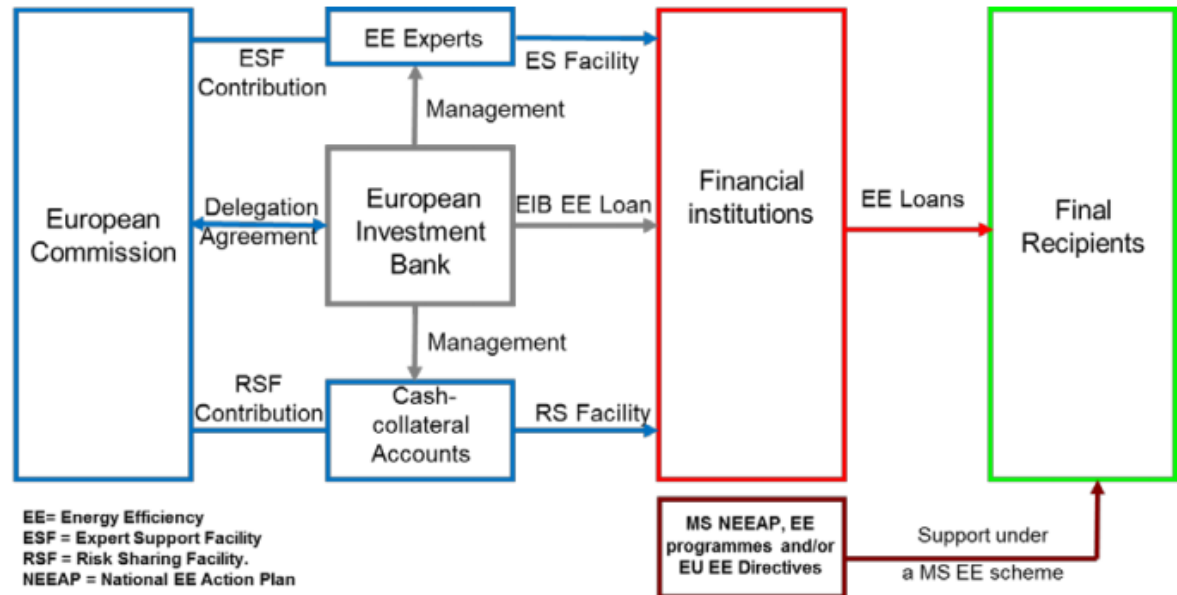 European
Commission
ESF
Contribution
EE Experts
ES Facility
Management
Delegation
Agreement
European
Investment
Bank
EIB EE Loan
Management
RSF
Contribution
Cash-
collateral
Accounts
RS Facility
Financial
institutions
EE Loans
Final
Recipients
EE= Energy Efficiency
ESF = Expert Support Facility
RSF = Risk Sharing Facility.
NEEAP = National EE Action Plan
MS NEEAP, EE
programmes and/or
EU EE Directives
Support under
a MS EE scheme